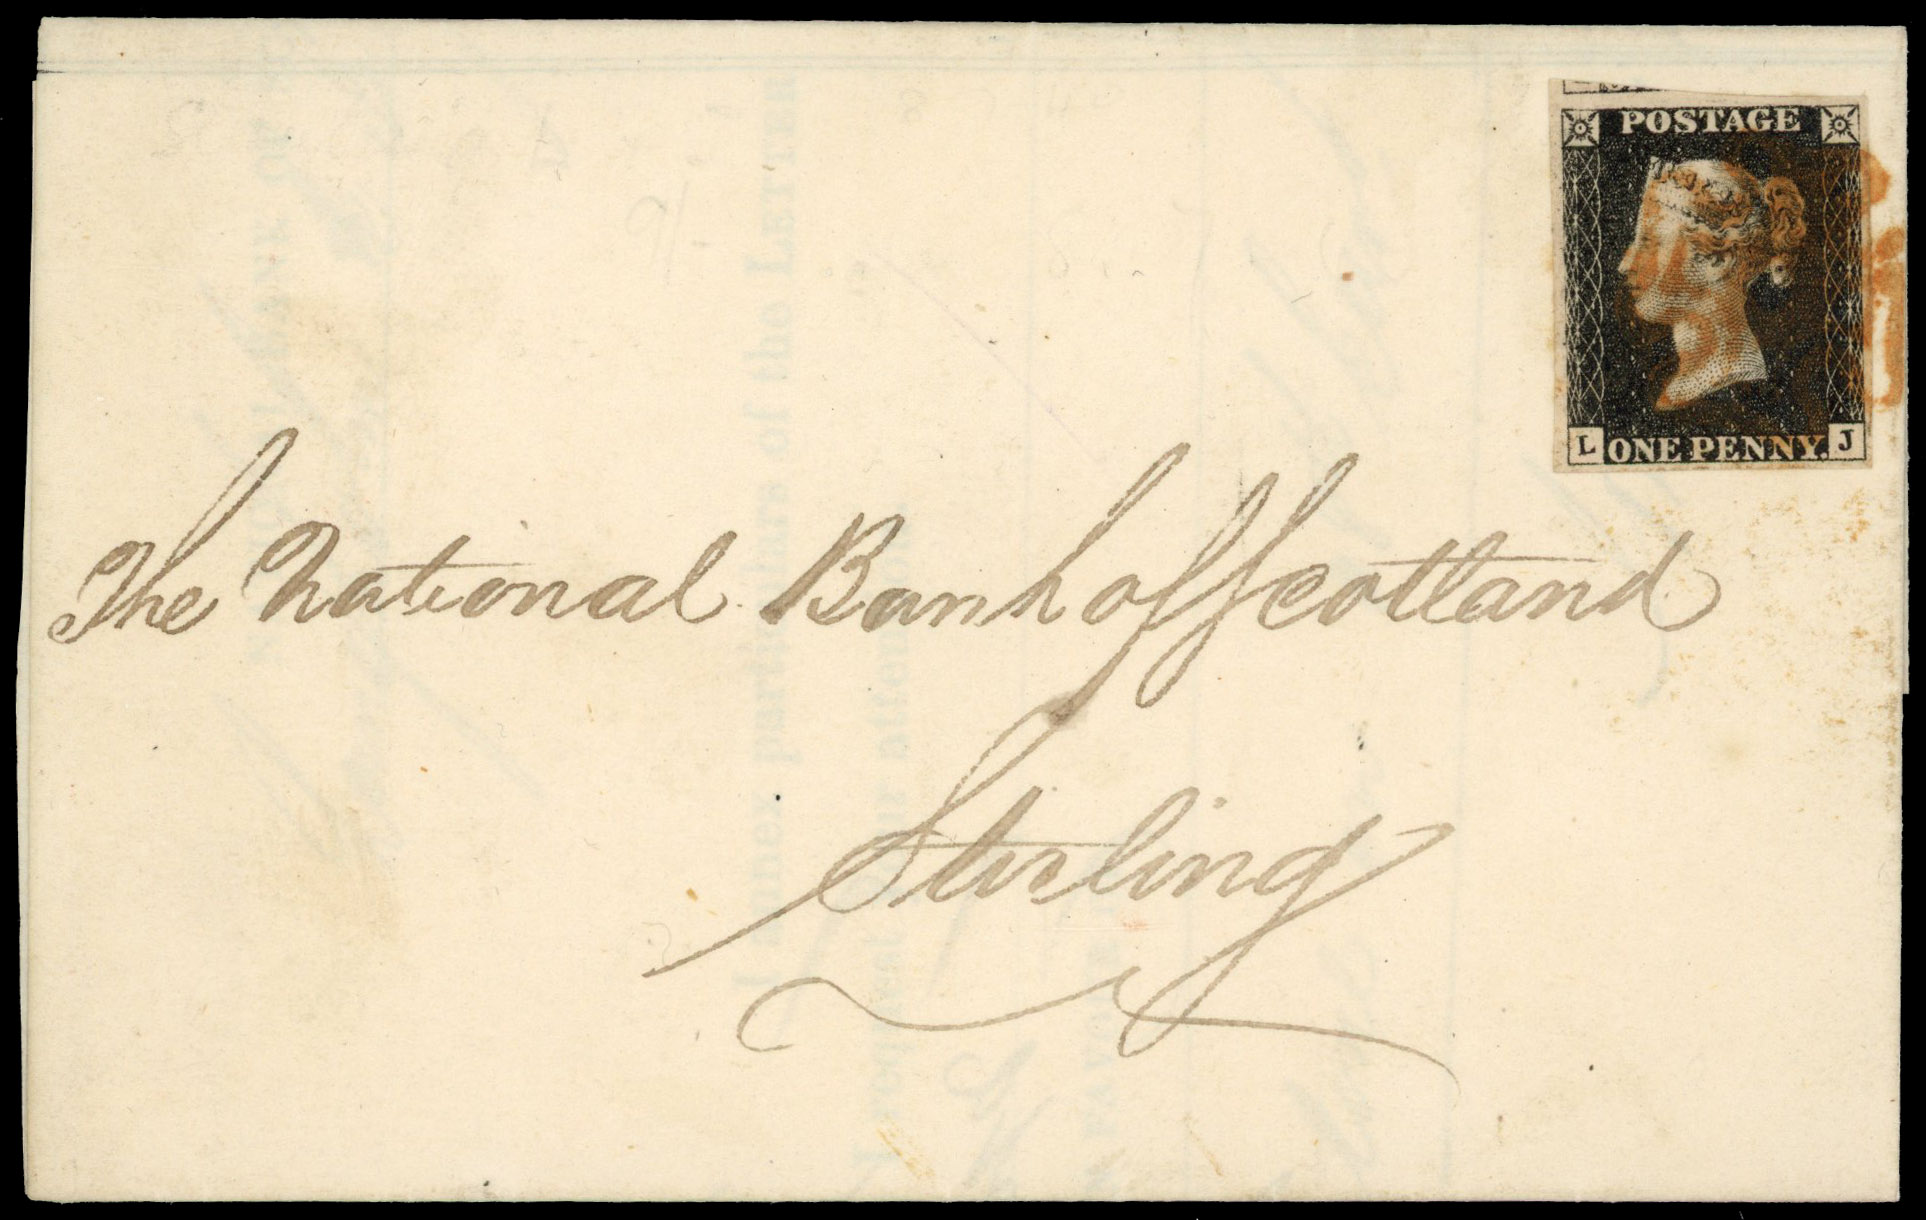 POSTAGE
L ONE PENNY. J
The National Bank of Scotland
Stirling